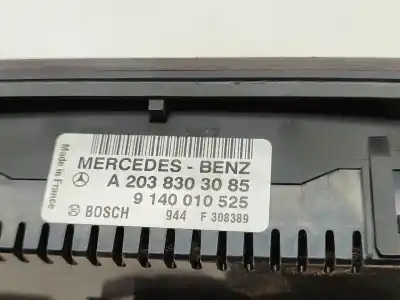 Made in France
MERCEDES - BENZ
A 203 830 30 85
9 140 010 525
BOSCH 944 F 308389